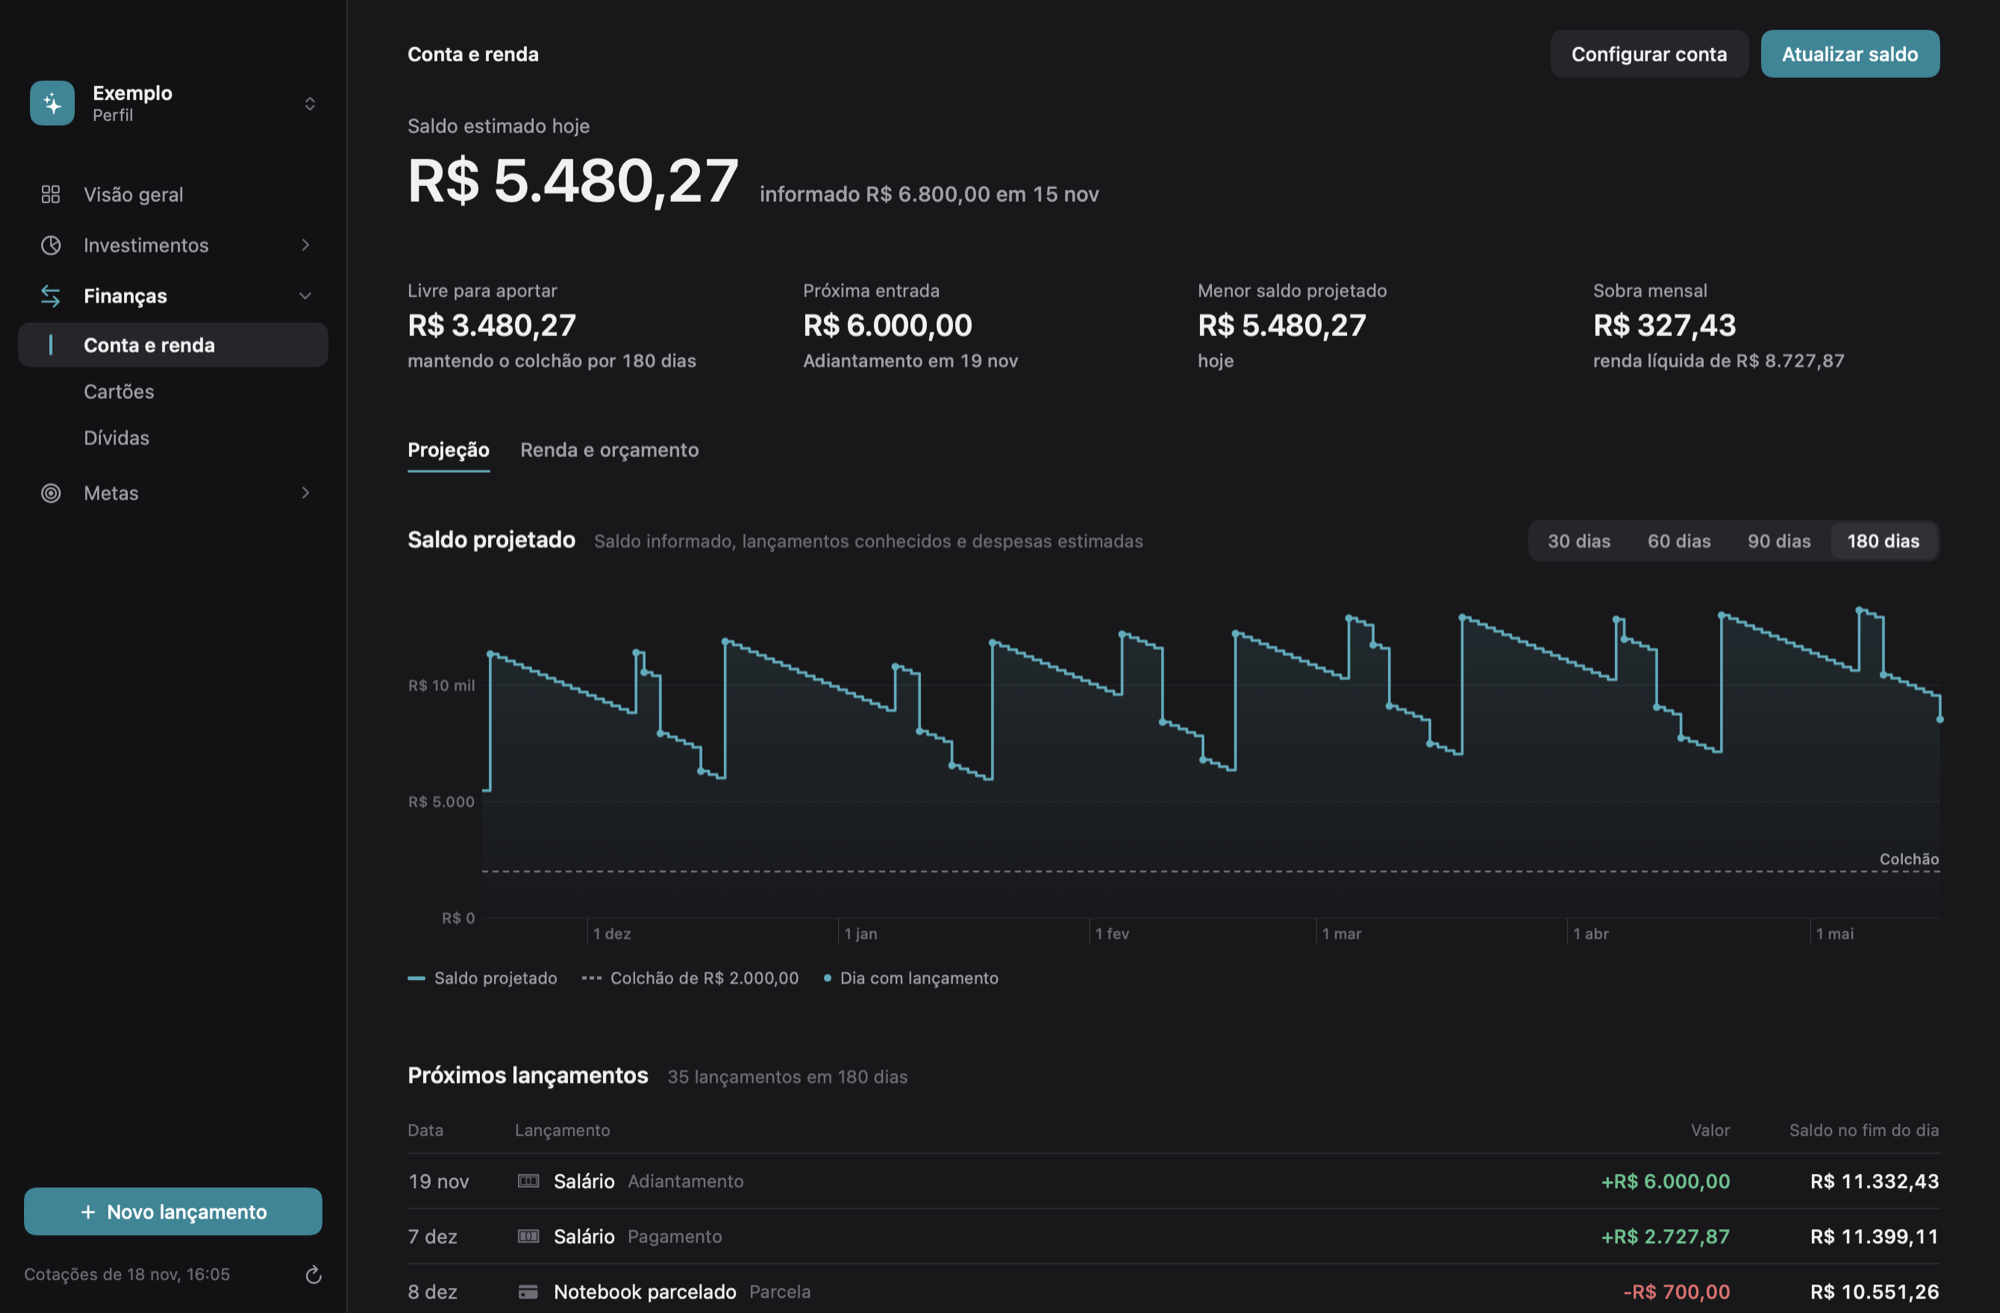 Exemplo
Perfil
Visão geral
Investimentos
Finanças
Conta e renda
Cartões
Dívidas
Metas
+ Novo lançamento
Cotações de 18 nov, 16:05
Conta e renda
Configurar conta
Atualizar saldo
Saldo estimado hoje
R$ 5.480,27 informado R$ 6.800,00 em 15 nov
Livre para aportar
R$ 3.480,27
mantendo o colchão por 180 dias
Próxima entrada
R$ 6.000,00
Adiantamento em 19 nov
Menor saldo projetado
R$ 5.480,27
hoje
Sobra mensal
R$ 327,43
renda líquida de R$ 8.727,87
Projeção Renda e orçamento
Saldo projetado Saldo informado, lançamentos conhecidos e despesas estimadas
30 dias 60 dias 90 dias 180 dias
R$ 10 mil
R$ 5.000
Colchão
R$ 0
1 dez 1 jan 1 fev 1 mar 1 abr 1 mai
Saldo projetado Colchão de R$ 2.000,00 Dia com lançamento
Próximos lançamentos 35 lançamentos em 180 dias
Data Lançamento Valor Saldo no fim do dia
19 nov Salário Adiantamento +R$ 6.000,00 R$ 11.332,43
7 dez Salário Pagamento +R$ 2.727,87 R$ 11.399,11
8 dez Notebook parcelado Parcela -R$ 700,00 R$ 10.551,26